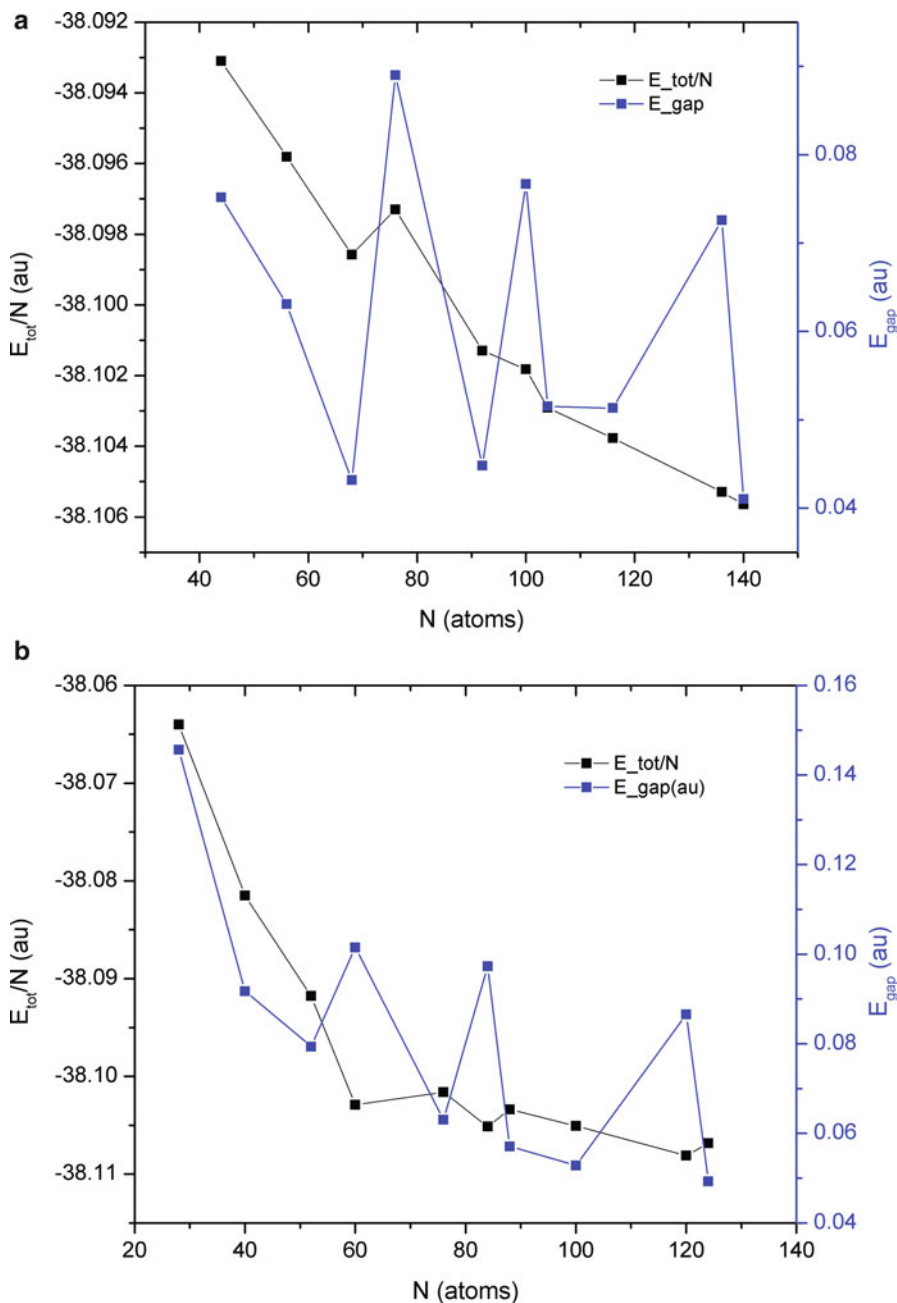 a
-38.092
-38.094
-38.096
-38.098
-38.100
-38.102
-38.104
-38.106
E_tot/N (au)
E_tot/N
E_gap
0.08
0.06
0.04
E_gap (au)
40 60 80 100 120 140
N (atoms)
b
-38.06
-38.07
-38.08
-38.09
-38.10
-38.11
E_tot/N (au)
E_tot/N
E_gap(au)
0.16
0.14
0.12
0.10
0.08
0.06
0.04
E_gap (au)
20 40 60 80 100 120 140
N (atoms)